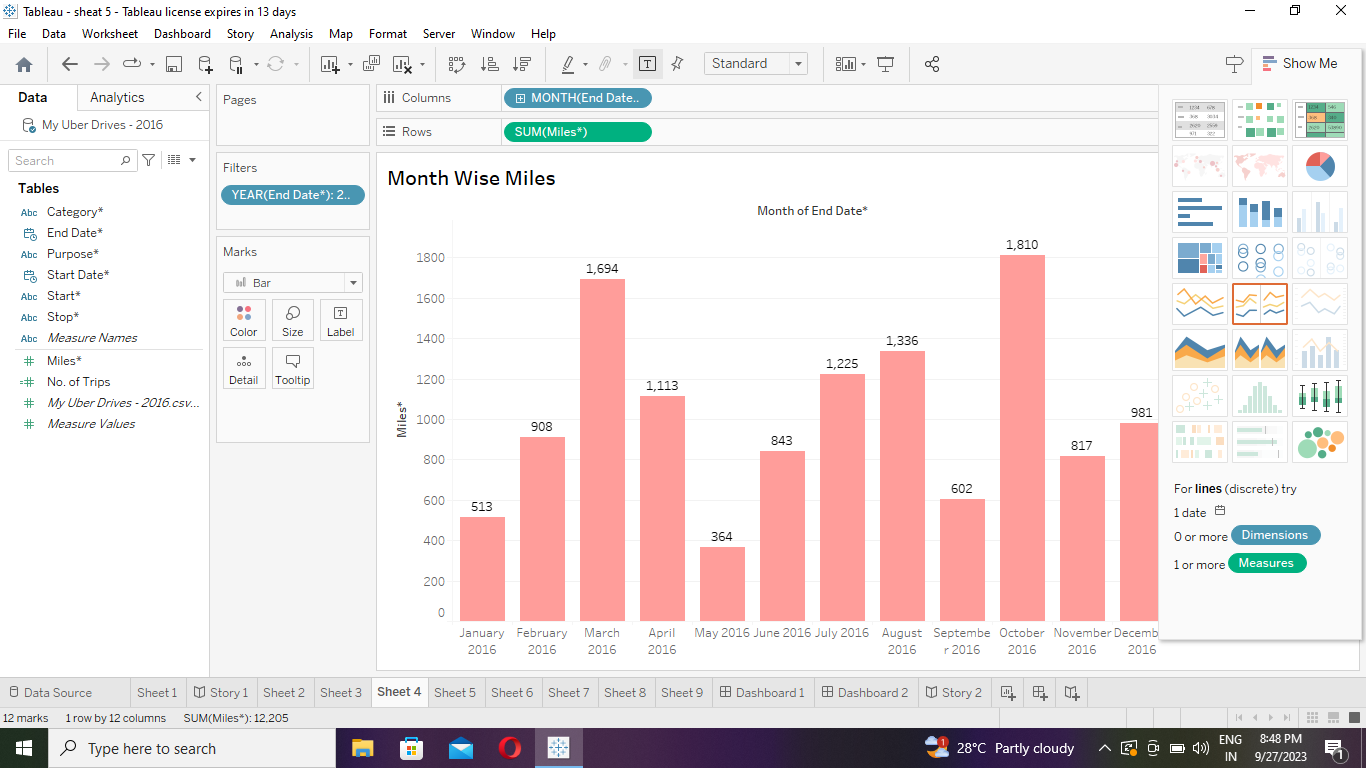 Tableau - sheat 5 - Tableau license expires in 13 days
File Data Worksheet Dashboard Story Analysis Map Format Server Window Help
Standard
Show Me
Data Analytics
My Uber Drives - 2016
Search
Tables
Abc Category*
End Date*
Abc Purpose*
Start Date*
Abc Start*
Abc Stop*
Abc Measure Names
Miles*
No. of Trips
My Uber Drives - 2016.csv...
Measure Values
Pages
Filters
YEAR(End Date*): 2..
Marks
Bar
Color Size Label
Detail Tooltip
Columns MONTH(End Date..
Rows SUM(Miles*)
Month Wise Miles
Month of End Date*
Miles*
1800
1600
1400
1200
1000
800
600
400
200
0
513
908
1,694
1,113
364
843
1,225
1,336
602
1,810
817
981
January 2016
February 2016
March 2016
April 2016
May 2016
June 2016
July 2016
August 2016
Septembe
r 2016
October 2016
November 2016
Decemb
2016
For lines (discrete) try
1 date
0 or more Dimensions
1 or more Measures
Data Source Sheet 1 Story 1 Sheet 2 Sheet 3 Sheet 4 Sheet 5 Sheet 6 Sheet 7 Sheet 8 Sheet 9 Dashboard 1 Dashboard 2 Story 2
12 marks 1 row by 12 columns SUM(Miles*): 12,205
Type here to search
1
28°C Partly cloudy
ENG
IN
8:48 PM
9/27/2023
1